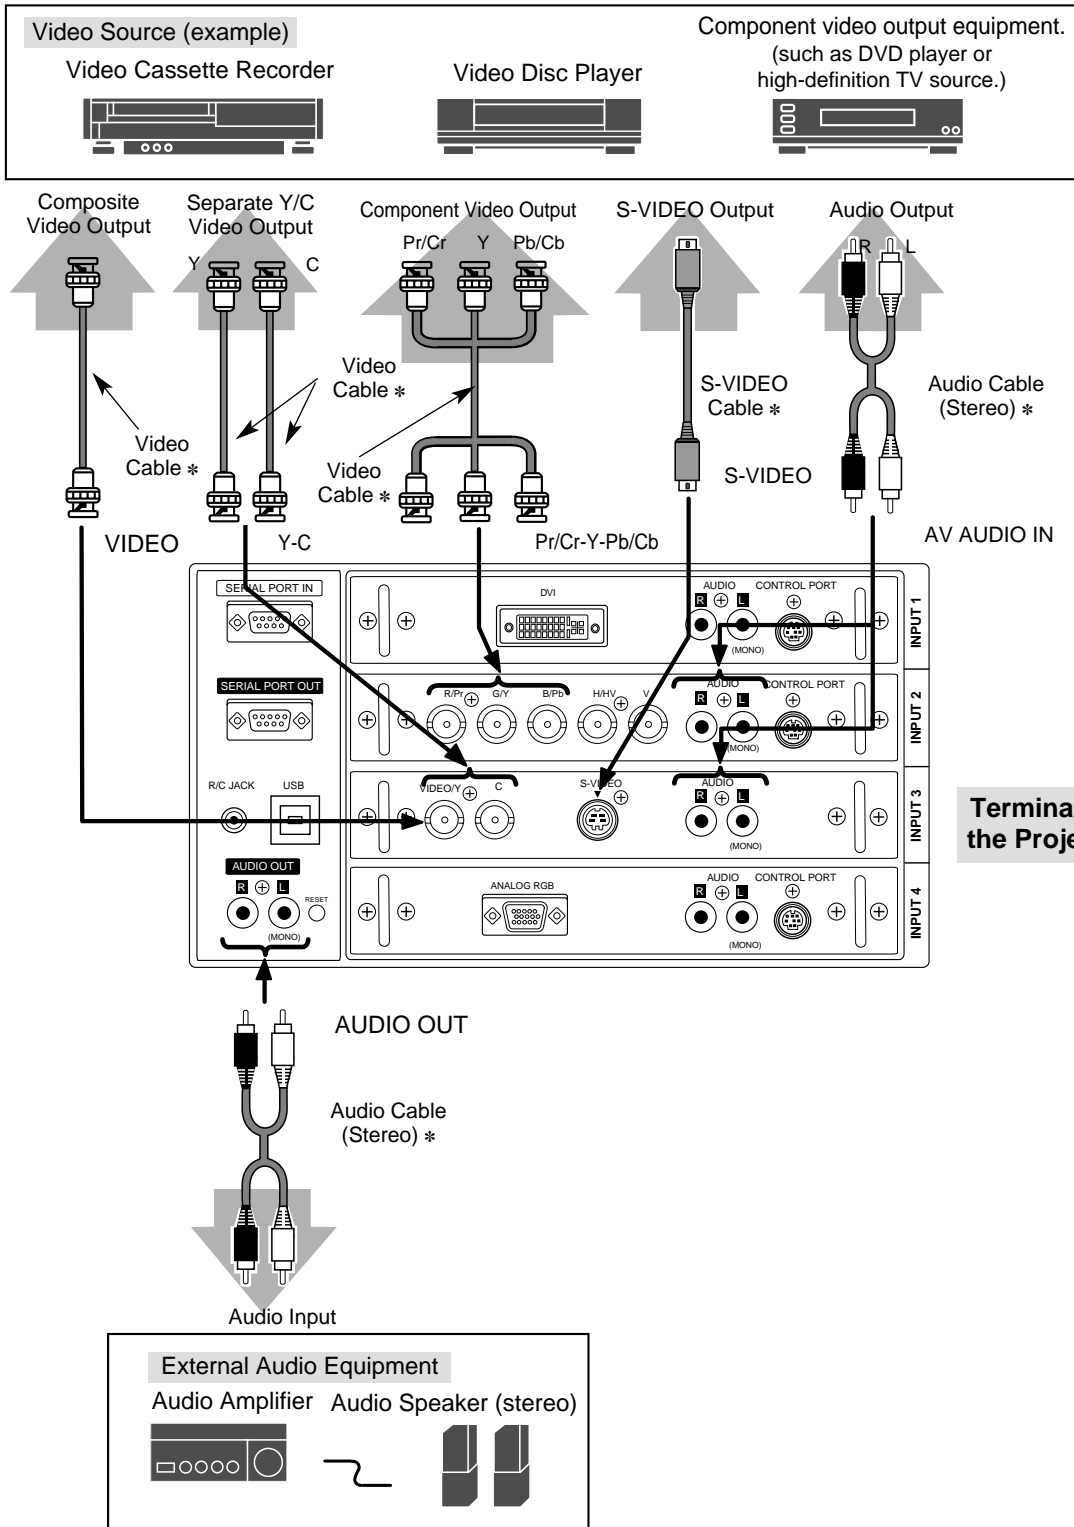 Video Source (example)
Video Cassette Recorder
Video Disc Player
Component video output equipment.
(such as DVD player or
high-definition TV source.)
Composite
Video Output
Separate Y/C
Video Output
Y
C
Component Video Output
Pr/Cr
Y
Pb/Cb
S-VIDEO Output
Audio Output
R
L
Video
Cable *
Video
Cable *
Video
Cable *
S-VIDEO
Cable *
Audio Cable
(Stereo) *
VIDEO
Y-C
Pr/Cr-Y-Pb/Cb
S-VIDEO
AV AUDIO IN
SERIAL PORT IN
SERIAL PORT OUT
R/C JACK
USB
AUDIO OUT
R
L
(MONO)
RESET
DVI
AUDIO
R
L
(MONO)
CONTROL PORT
INPUT 1
R/Pr
G/Y
B/Pb
H/HV
V
AUDIO
R
L
(MONO)
CONTROL PORT
INPUT 2
VIDEO/Y
C
S-VIDEO
AUDIO
R
L
(MONO)
INPUT 3
ANALOG RGB
AUDIO
R
L
(MONO)
CONTROL PORT
INPUT 4
Termina
the Proje
AUDIO OUT
Audio Cable
(Stereo) *
Audio Input
External Audio Equipment
Audio Amplifier
Audio Speaker (stereo)